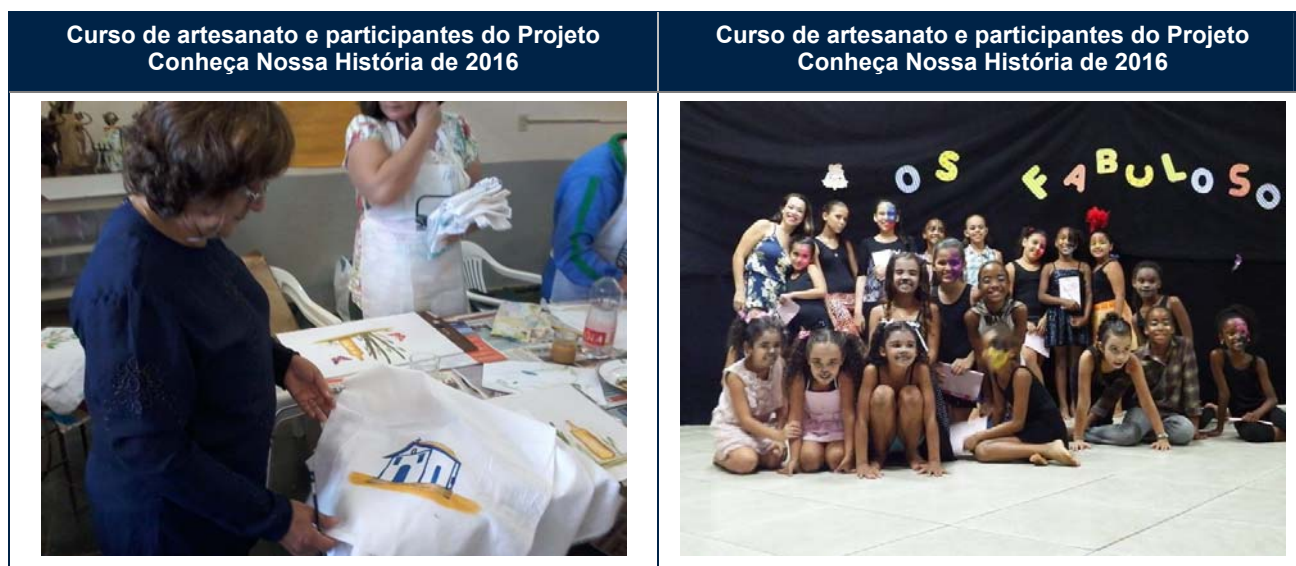 Curso de artesanato e participantes do Projeto
Conheça Nossa História de 2016
Curso de artesanato e participantes do Projeto
Conheça Nossa História de 2016
OS FABULOSO